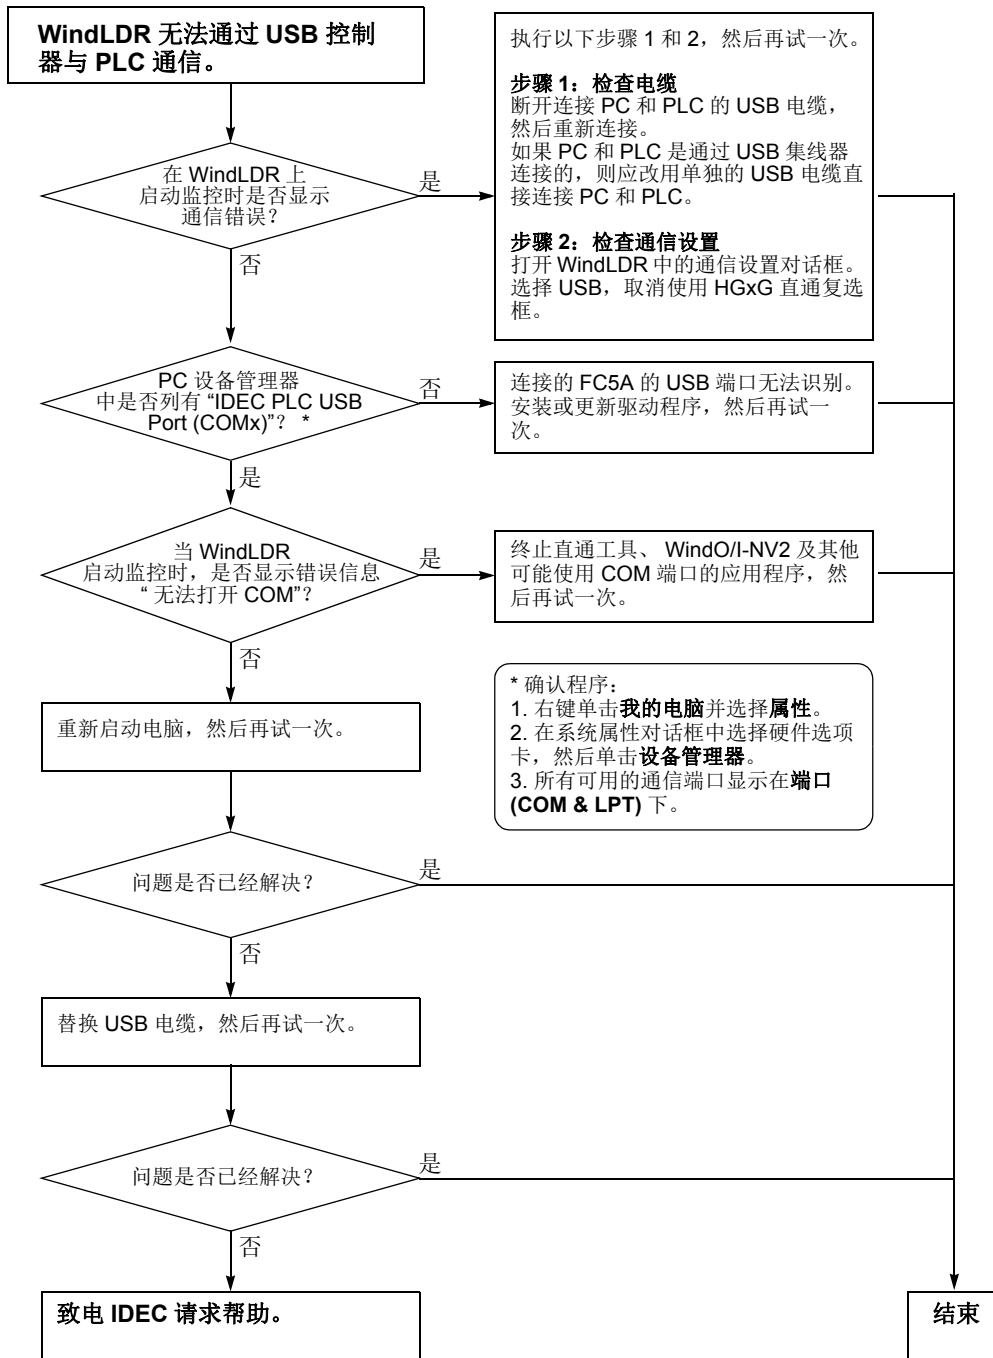 WindLDR 无法通过 USB 控制
器与 PLC 通信。
执行以下步骤 1 和 2，然后再试一次。
步骤 1：检查电缆
断开连接 PC 和 PLC 的 USB 电缆，
然后重新连接。
如果 PC 和 PLC 是通过 USB 集线器
连接的，则应改用单独的 USB 电缆直
接连接 PC 和 PLC。
步骤 2：检查通信设置
打开 WindLDR 中的通信设置对话框。
选择 USB，取消使用 HGxG 直通复选
框。
在 WindLDR 上
启动监控时是否显示
通信错误？
是
否
PC 设备管理器
中是否列有 “IDEC PLC USB
Port (COMx)”？ *
否
连接的 FC5A 的 USB 端口无法识别。
安装或更新驱动程序，然后再试一
次。
是
当 WindLDR
启动监控时，是否显示错误信息
“ 无法打开 COM”？
是
终止直通工具、 WindO/I-NV2 及其他
可能使用 COM 端口的应用程序，然
后再试一次。
否
重新启动电脑，然后再试一次。
* 确认程序：
1. 右键单击我的电脑并选择属性。
2. 在系统属性对话框中选择硬件选项
卡，然后单击设备管理器。
3. 所有可用的通信端口显示在端口
(COM & LPT) 下。
问题是否已经解决？
是
否
替换 USB 电缆，然后再试一次。
问题是否已经解决？
是
否
致电 IDEC 请求帮助。
结束